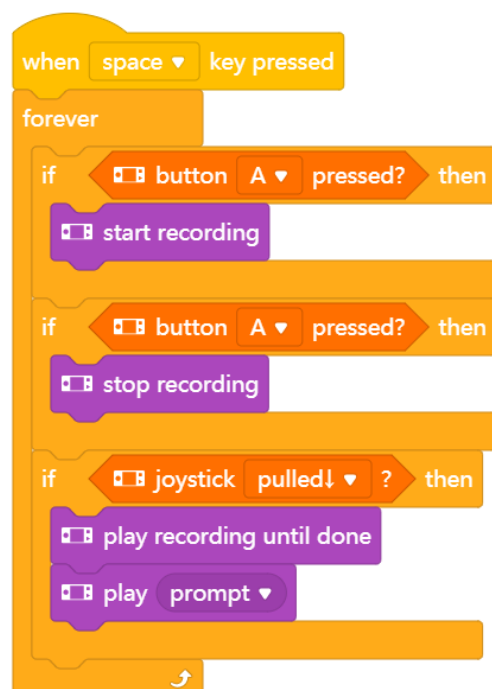 when space key pressed
forever
if button A pressed? then
start recording
if button A pressed? then
stop recording
if joystick pulled↓ ? then
play recording until done
play prompt